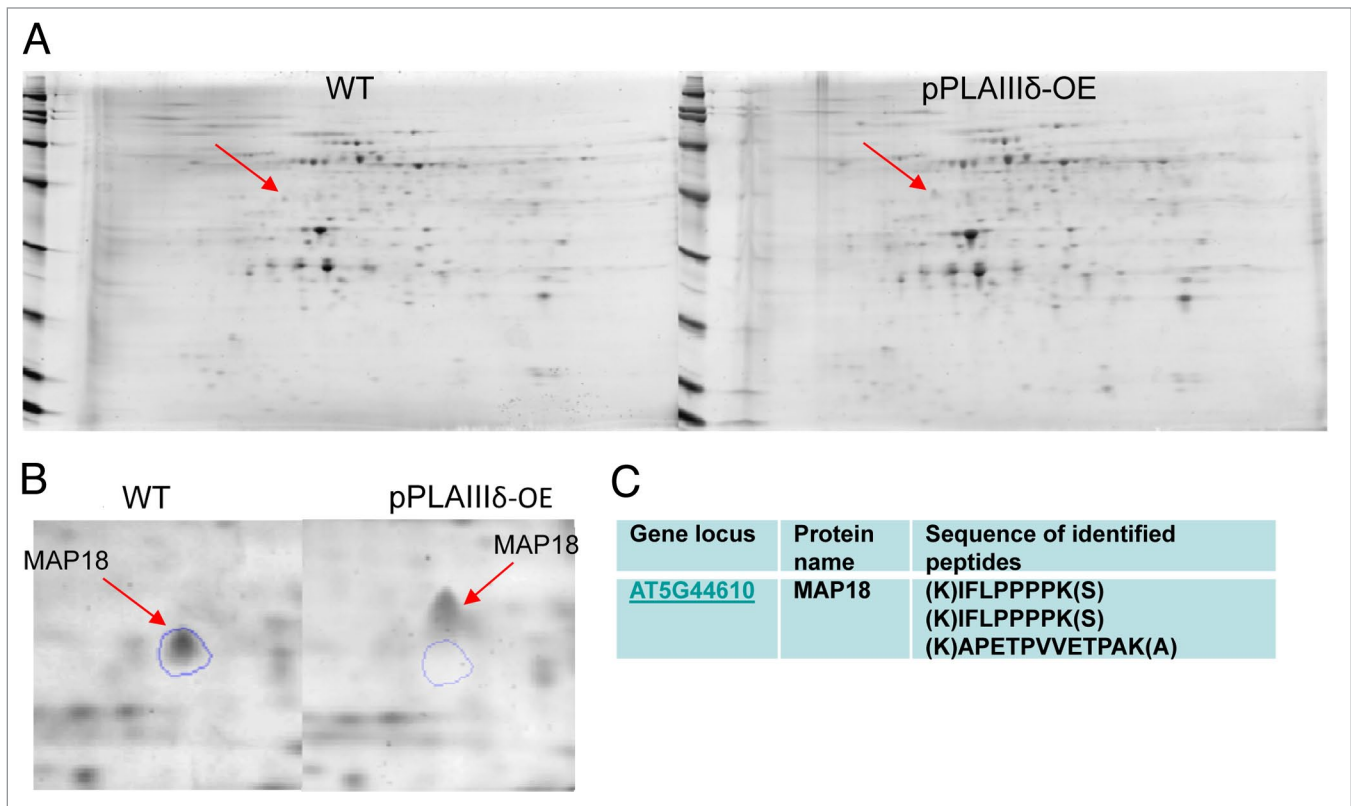 A
WT
pPLAIIIδ-OE
B
WT
pPLAIIIδ-OE
MAP18
MAP18
C
Gene locus
Protein name
Sequence of identified peptides
AT5G44610
MAP18
(K)IFLPPPPK(S)
(K)IFLPPPPK(S)
(K)APETPVVETPAK(A)